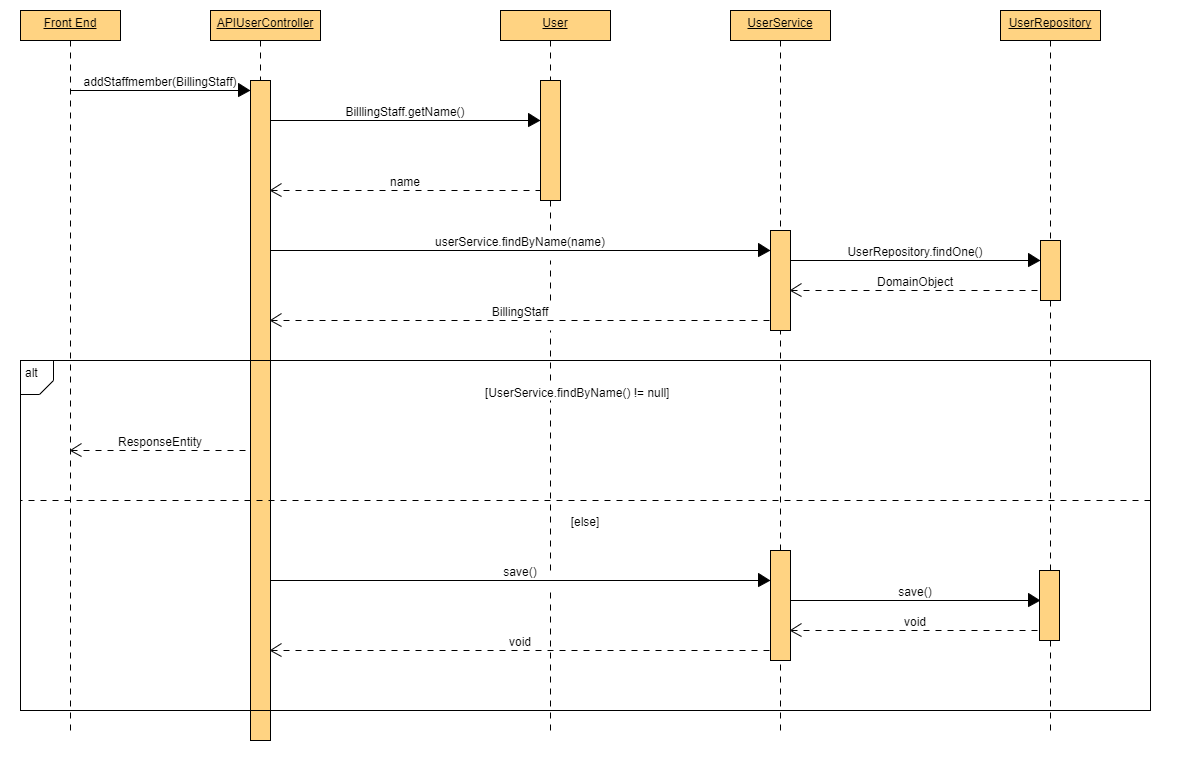 Front End
APIUserController
User
UserService
UserRepository
addStaffmember(BillingStaff)
BilllingStaff.getName()
name
userService.findByName(name)
UserRepository.findOne()
DomainObject
BillingStaff
alt
[UserService.findByName() != null]
ResponseEntity
[else]
save()
save()
void
void